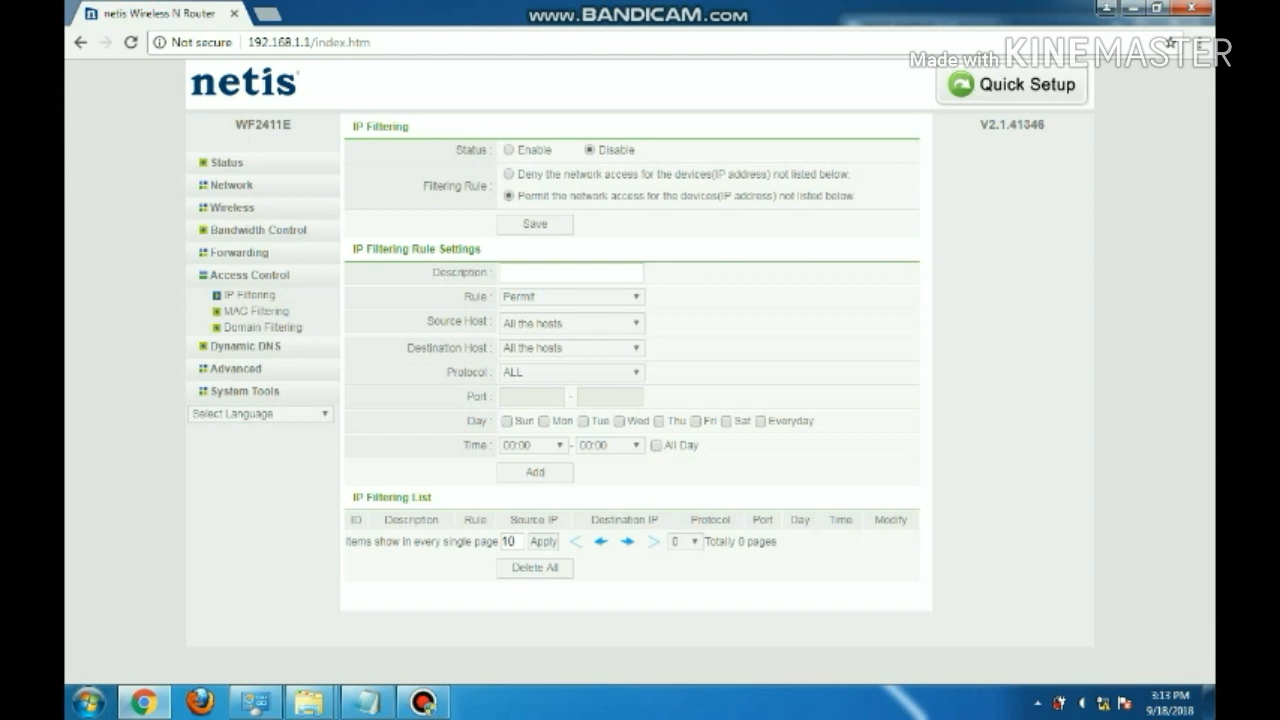 netis Wireless N Router
www.BANDICAM.com
Not secure
192.168.1.1/index.htm
Made with KINEMASTER
netis
Quick Setup
WF2411E
V2.1.41346
Status
Network
Wireless
Bandwidth Control
Forwarding
Access Control
IP Filtering
MAC Filtering
Domain Filtering
Dynamic DNS
Advanced
System Tools
Select Language
IP Filtering
Status : Enable Disable
Filtering Rule : Deny the network access for the devices(IP address) not listed below.
Permit the network access for the devices(IP address) not listed below.
Save
IP Filtering Rule Settings
Description :
Rule : Permit
Source Host : All the hosts
Destination Host : All the hosts
Protocol : ALL
Port : -
Day : Sun Mon Tue Wed Thu Fri Sat Everyday
Time : 00:00 - 00:00 All Day
Add
IP Filtering List
ID Description Rule Source IP Destination IP Protocol Port Day Time Modify
Items show in every single page 10 Apply 0 Totally 0 pages
Delete All
3:13 PM
9/18/2018